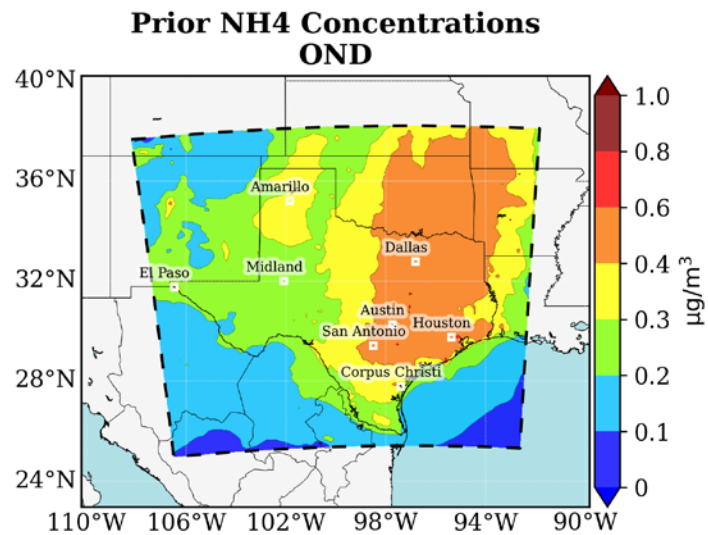 Prior NH4 Concentrations
OND
40°N
36°N
32°N
28°N
24°N
110°W 106°W 102°W 98°W 94°W 90°W
Amarillo
Dallas
El Paso
Midland
Austin
San Antonio
Houston
Corpus Christi
1.0
0.8
0.6
0.4
0.3
0.2
0.1
0
μg/m³